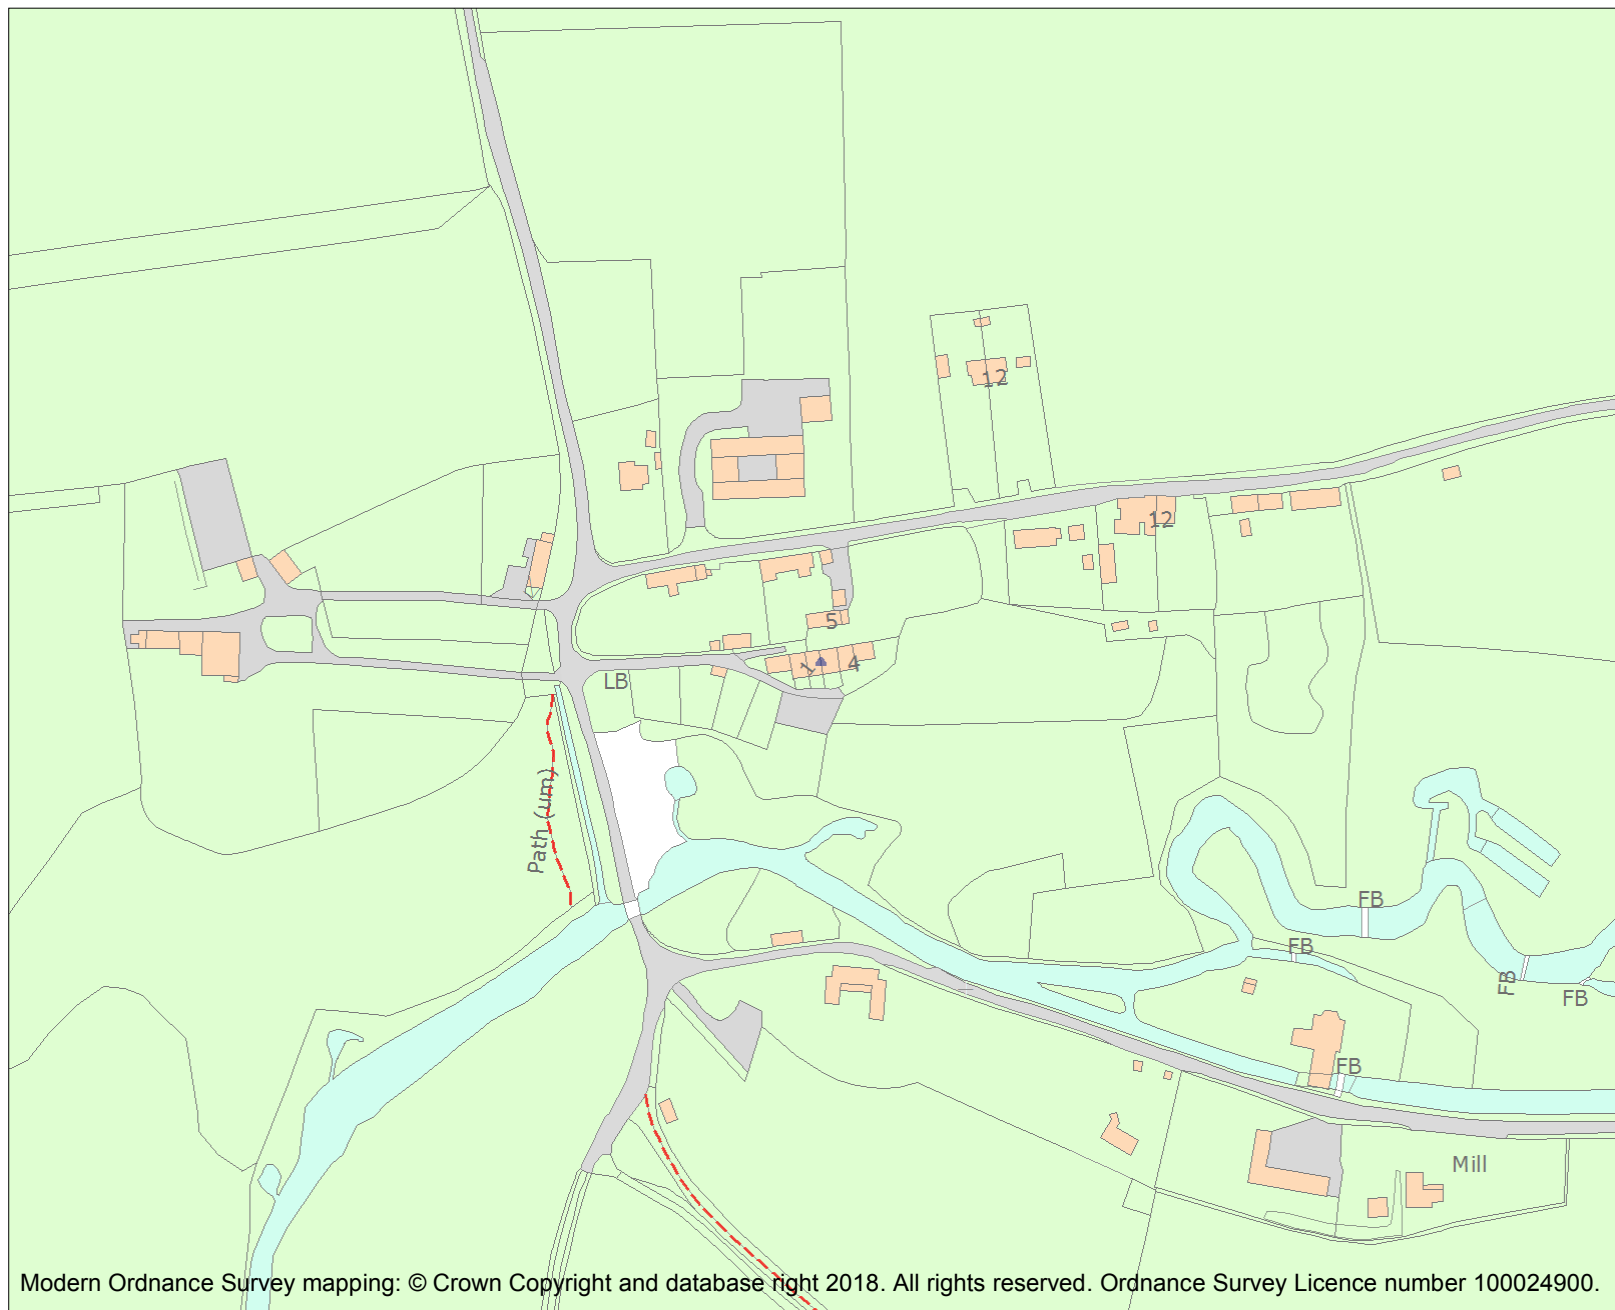 12
12
5
1
4
LB
Path (um)
FB
FB
FB
FB
FB
Mill
Modern Ordnance Survey mapping: © Crown Copyright and database right 2018. All rights reserved. Ordnance Survey Licence number 100024900.